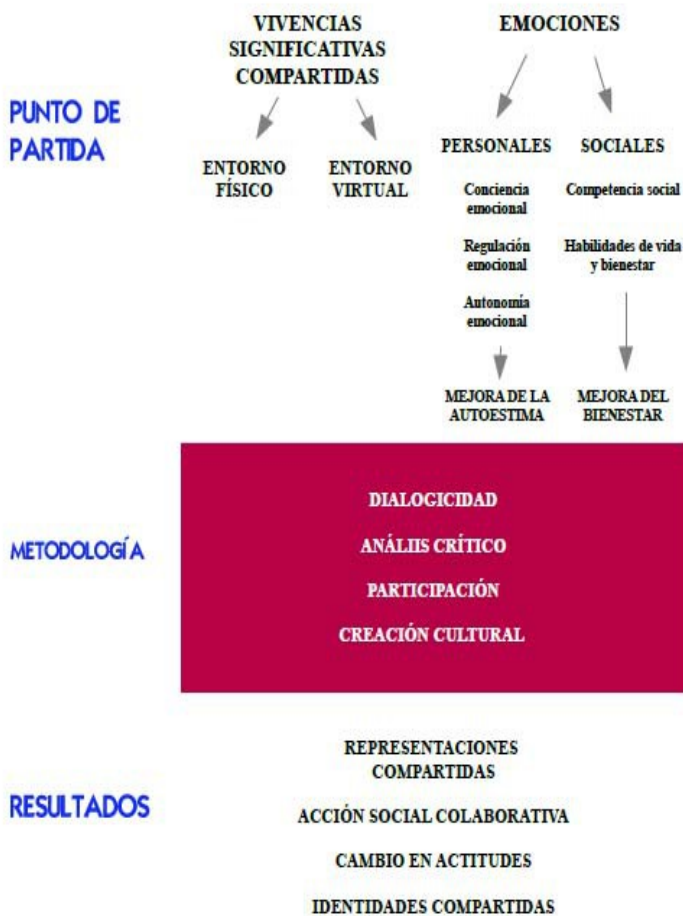 PUNTO DE
PARTIDA
VIVENCIAS
SIGNIFICATIVAS
COMPARTIDAS
ENTORNO
FÍSICO
ENTORNO
VIRTUAL
EMOCIONES
PERSONALES
Conciencia
emocional
Regulación
emocional
Autonomía
emocional
MEJORA DE LA
AUTOESTIMA
SOCIALES
Competencia social
Habilidades de vida
y bienestar
MEJORA DEL
BIENESTAR
METODOLOGÍA
DIALOGICIDAD
ANÁLIIS CRÍTICO
PARTICIPACIÓN
CREACIÓN CULTURAL
RESULTADOS
REPRESENTACIONES
COMPARTIDAS
ACCIÓN SOCIAL COLABORATIVA
CAMBIO EN ACTITUDES
IDENTIDADES COMPARTIDAS